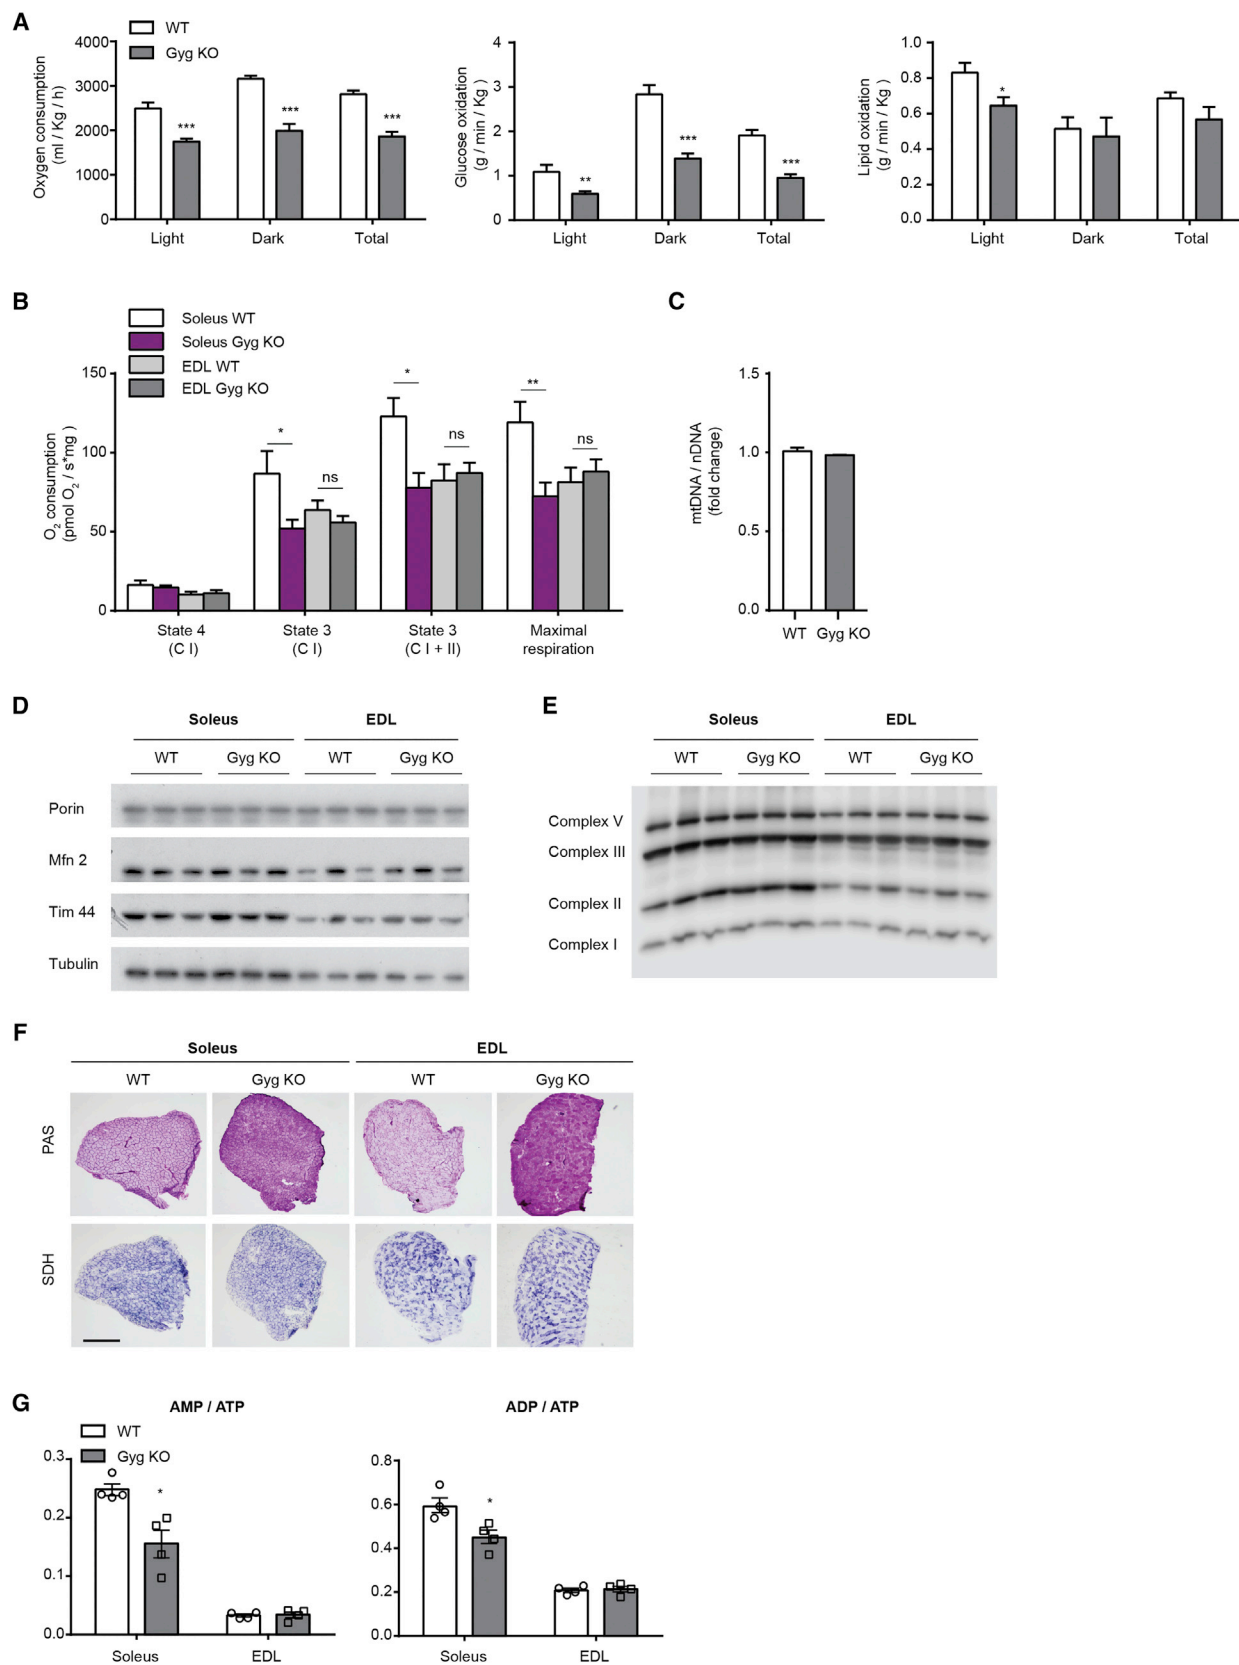 A
WT
Gyg KO
Oxygen consumption
(ml / Kg / h)
4000
3000
2000
1000
0
***
***
***
Light
Dark
Total
Glucose oxidation
(g / min / Kg )
4
3
2
1
0
**
***
***
Light
Dark
Total
Lipid oxidation
(g / min / Kg )
1.0
0.8
0.6
0.4
0.2
0.0
*
Light
Dark
Total
B
Soleus WT
Soleus Gyg KO
EDL WT
EDL Gyg KO
O2 consumption
(pmol O2 / s*mg )
150
100
50
0
*
ns
*
ns
**
ns
State 4
(C I)
State 3
(C I)
State 3
(C I + II)
Maximal
respiration
C
mtDNA / nDNA
(fold change)
1.5
1.0
0.5
0.0
WT
Gyg KO
D
Soleus
EDL
WT
Gyg KO
WT
Gyg KO
Porin
Mfn 2
Tim 44
Tubulin
E
Soleus
EDL
WT
Gyg KO
WT
Gyg KO
Complex V
Complex III
Complex II
Complex I
F
Soleus
EDL
WT
Gyg KO
WT
Gyg KO
PAS
SDH
G
AMP / ATP
WT
Gyg KO
0.3
0.2
0.1
0.0
*
Soleus
EDL
ADP / ATP
0.8
0.6
0.4
0.2
0.0
*
Soleus
EDL